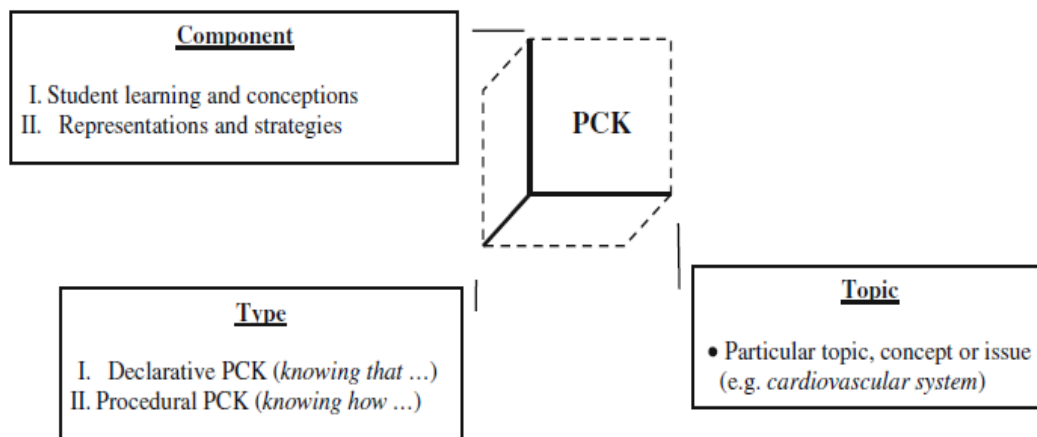 Component
I. Student learning and conceptions
II. Representations and strategies
PCK
Type
I. Declarative PCK (knowing that ...)
II. Procedural PCK (knowing how ...)
Topic
• Particular topic, concept or issue
(e.g. cardiovascular system)